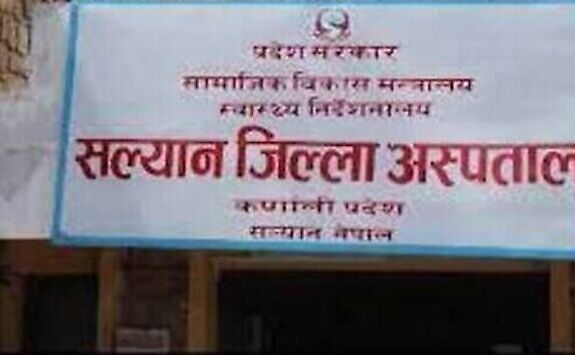 प्रदेश सरकार
सामाजिक विकास मन्त्रालय
स्वास्थ्य निर्देशनालय
सल्यान जिल्ला अस्पताल
कर्णाली प्रदेश
सल्यान नेपाल